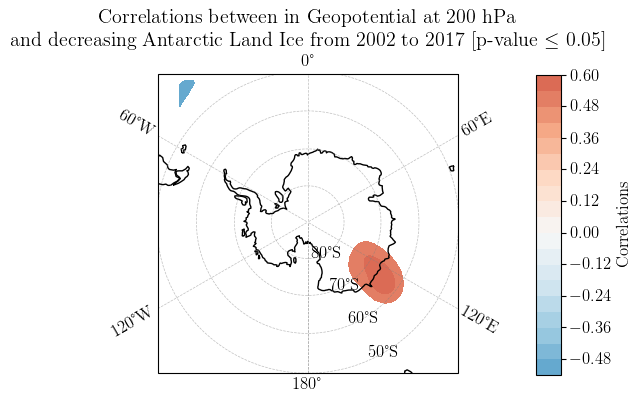 Correlations between in Geopotential at 200 hPa
and decreasing Antarctic Land Ice from 2002 to 2017 [p-value ≤ 0.05]
0°
60°W
60°E
80°S
70°S
60°S
50°S
120°W
120°E
180°
0.60
0.48
0.36
0.24
0.12
0.00
−0.12
−0.24
−0.36
−0.48
Correlations